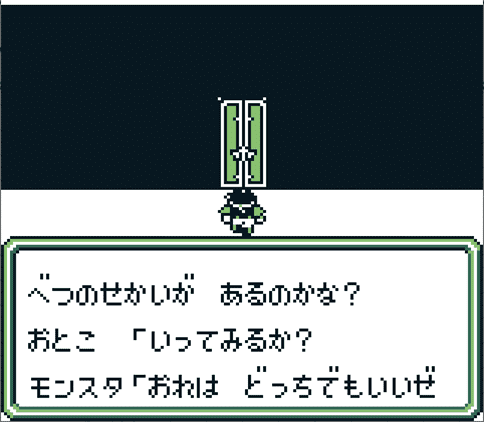 べつのせかいが　あるのかな？
おとこ　「いってみるか？
モンスタ「おれは　どっちでもいいぜ